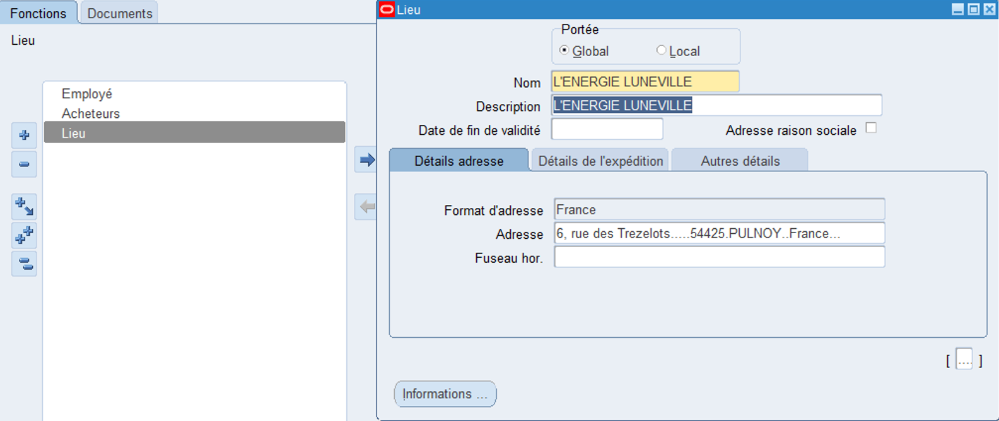 Fonctions
Documents
Lieu
Employé
Acheteurs
Lieu
Lieu
Portée
Global
Local
Nom
L'ENERGIE LUNEVILLE
Description
L'ENERGIE LUNEVILLE
Date de fin de validité
Adresse raison sociale
Détails adresse
Détails de l'expédition
Autres détails
Format d'adresse
France
Adresse
6, rue des Trezelots.....54425.PULNOY..France...
Fuseau hor.
[ .... ]
Informations ...